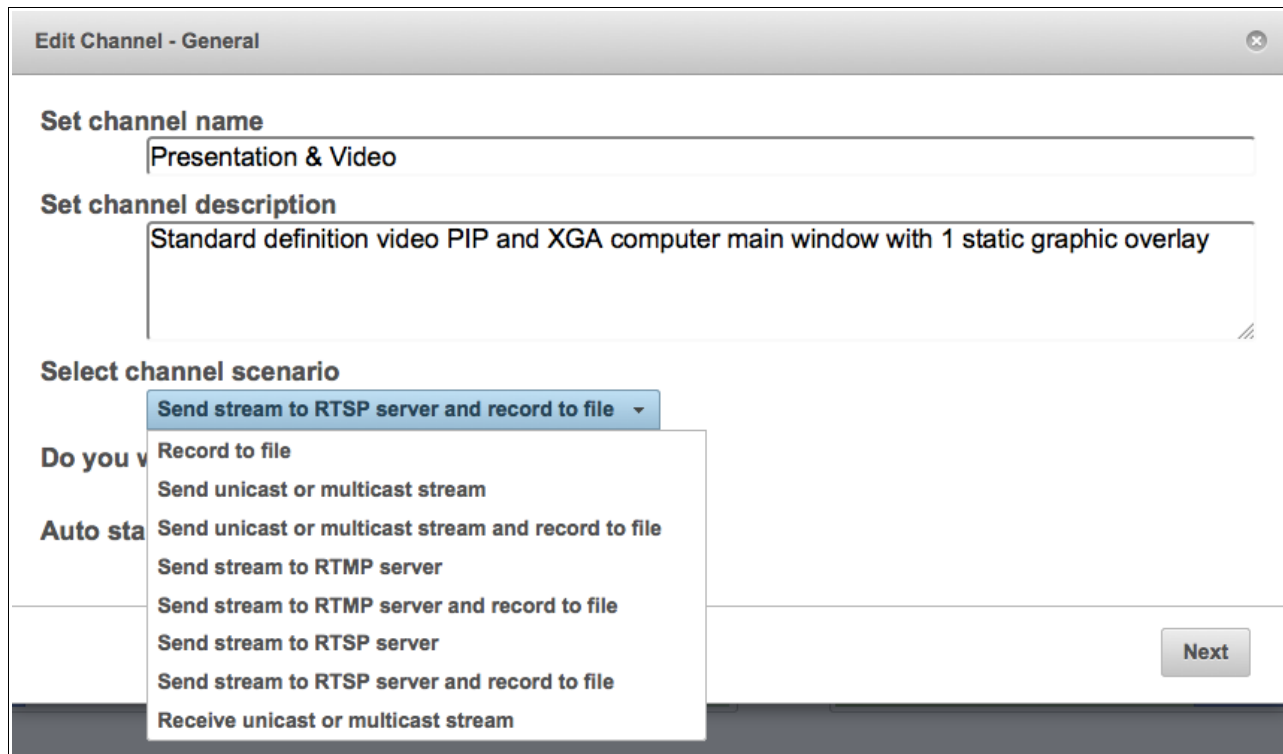 Edit Channel - General
Set channel name
Presentation & Video
Set channel description
Standard definition video PIP and XGA computer main window with 1 static graphic overlay
Select channel scenario
Send stream to RTSP server and record to file
Do you
Record to file
Send unicast or multicast stream
Auto sta
Send unicast or multicast stream and record to file
Send stream to RTMP server
Send stream to RTMP server and record to file
Send stream to RTSP server
Send stream to RTSP server and record to file
Receive unicast or multicast stream
Next